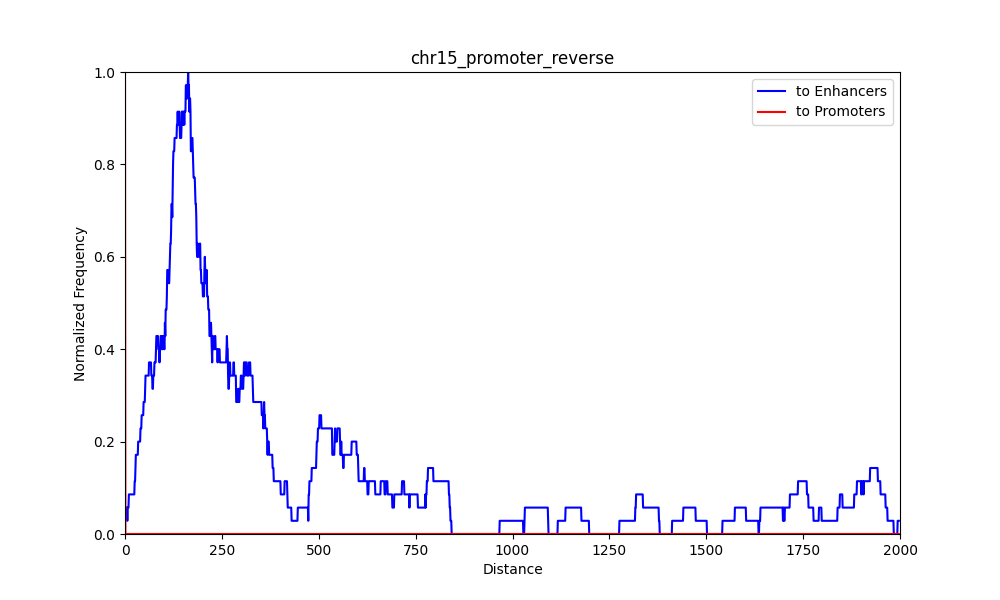 chr15_promoter_reverse
to Enhancers
to Promoters
1.0
0.8
0.6
0.4
0.2
0.0
Normalized Frequency
0 250 500 750 1000 1250 1500 1750 2000
Distance